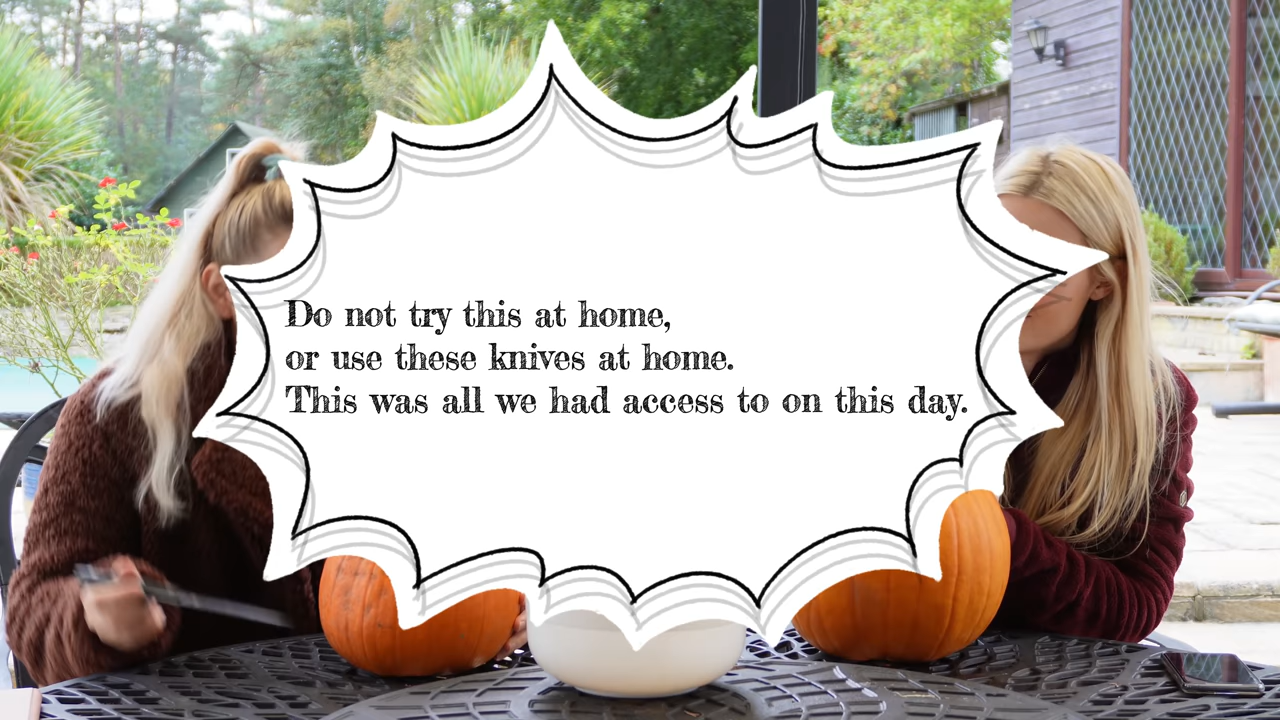 Do not try this at home,
or use these knives at home.
This was all we had access to on this day.